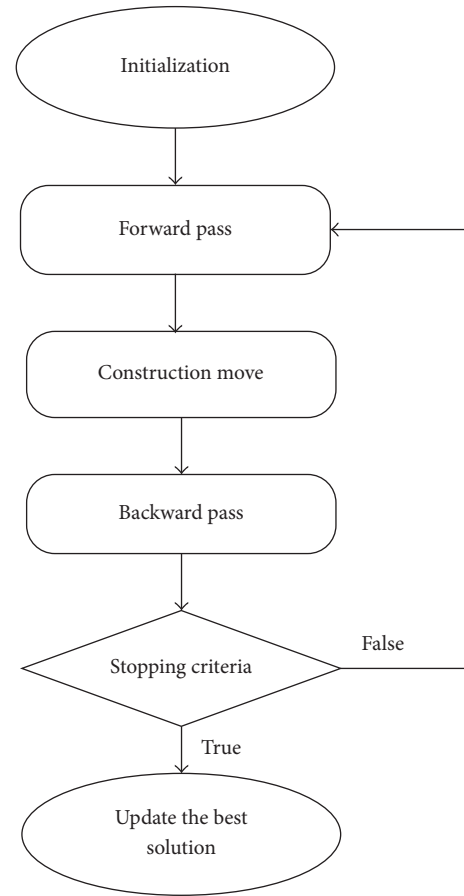 Initialization
Forward pass
Construction move
Backward pass
Stopping criteria
False
True
Update the best
solution